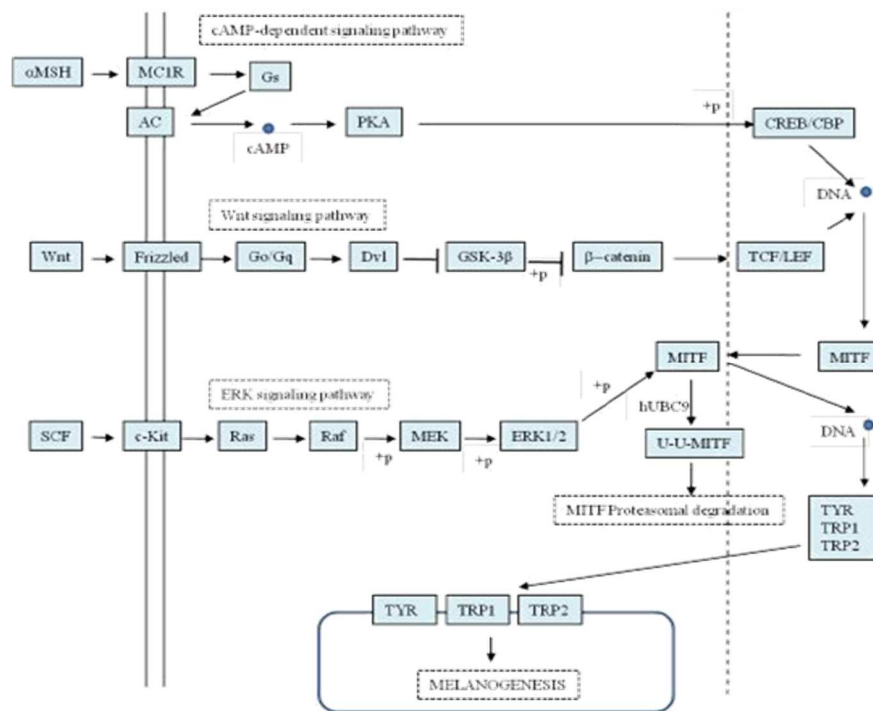 cAMP-dependent signaling pathway
αMSH
MC1R
Gs
AC
cAMP
PKA
+p
CREB/CBP
DNA
Wnt signaling pathway
Wnt
Frizzled
Go/Gq
Dvl
GSK-3β
+p
β-catenin
TCF/LEF
MITF
MITF
ERK signaling pathway
+p
hUBC9
SCF
c-Kit
Ras
Raf
+p
MEK
+p
ERK1/2
U-U-MITF
DNA
MITF Proteasomal degradation
TYR
TRP1
TRP2
TYR
TRP1
TRP2
MELANOGENESIS